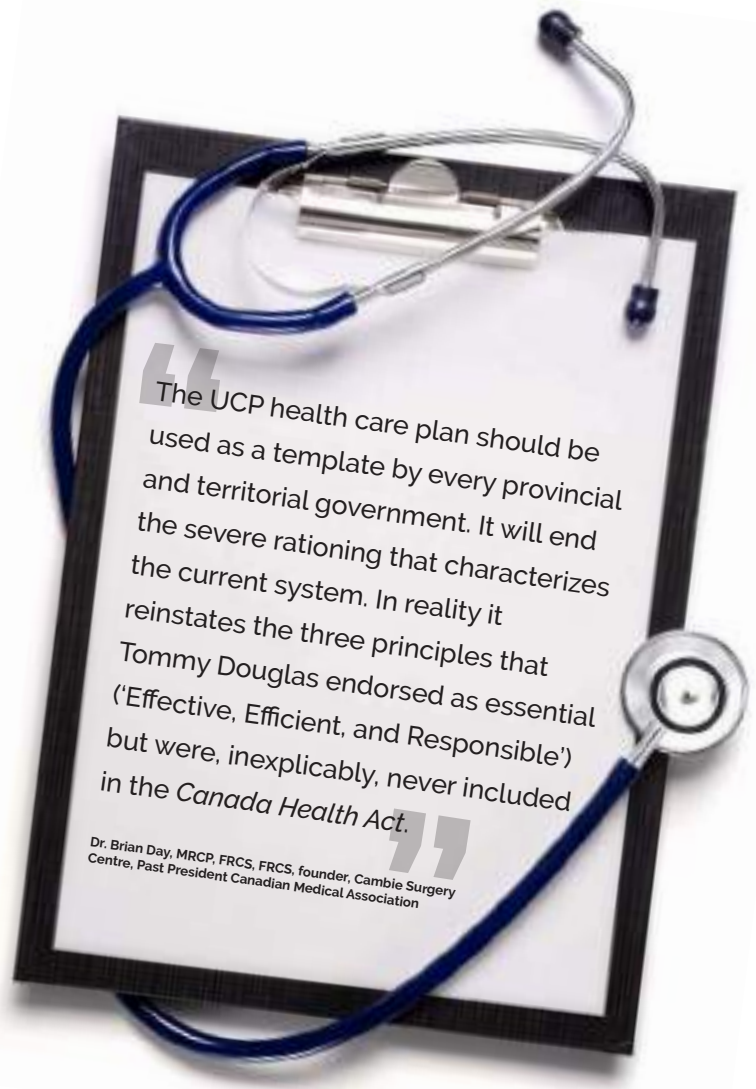 “
The UCP health care plan should be
used as a template by every provincial
and territorial government. It will end
the severe rationing that characterizes
the current system. In reality it
reinstates the three principles that
Tommy Douglas endorsed as essential
(‘Effective, Efficient, and Responsible’)
but were, inexplicably, never included
in the Canada Health Act.
”
Dr. Brian Day, MRCP, FRCS, FRCS, founder, Cambie Surgery
Centre, Past President Canadian Medical Association